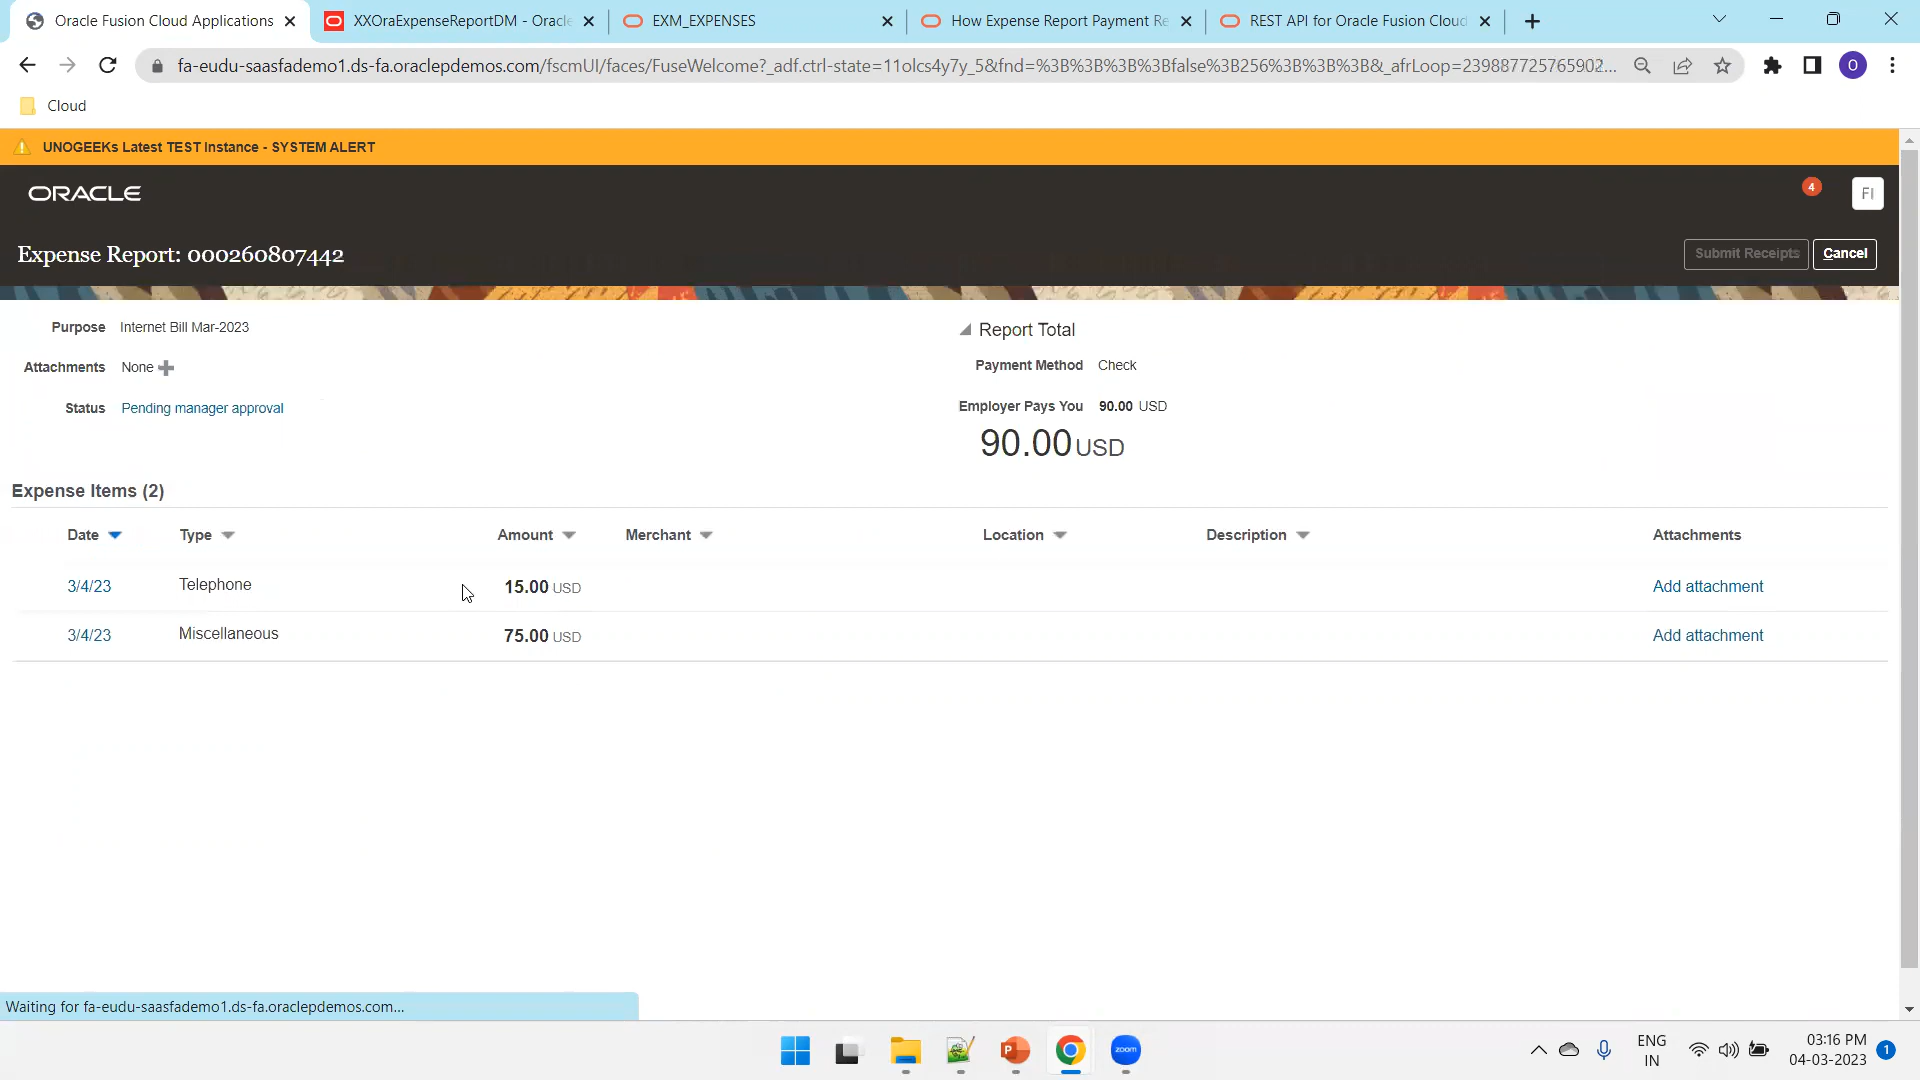 Oracle Fusion Cloud Applications
XXOraExpenseReportDM - Oracle
EXM_EXPENSES
How Expense Report Payment Re
REST API for Oracle Fusion Cloud
fa-eudu-saasfademo1.ds-fa.oraclepdemos.com/fscmUI/faces/FuseWelcome?_adf.ctrl-state=11olcs4y7y_5&fnd=%3B%3B%3B%3Bfalse%3B256%3B%3B%3B&_afrLoop=239887725765902...
O
Cloud
UNOGEEKs Latest TEST Instance - SYSTEM ALERT
ORACLE
4
FI
Expense Report: 000260807442
Submit Receipts
Cancel
Purpose Internet Bill Mar-2023
Attachments None
Status Pending manager approval
Report Total
Payment Method Check
Employer Pays You 90.00 USD
90.00 USD
Expense Items (2)
Date Type Amount Merchant Location Description Attachments
3/4/23 Telephone 15.00 USD Add attachment
3/4/23 Miscellaneous 75.00 USD Add attachment
Waiting for fa-eudu-saasfademo1.ds-fa.oraclepdemos.com...
zoom
ENG
IN
03:16 PM
04-03-2023
1